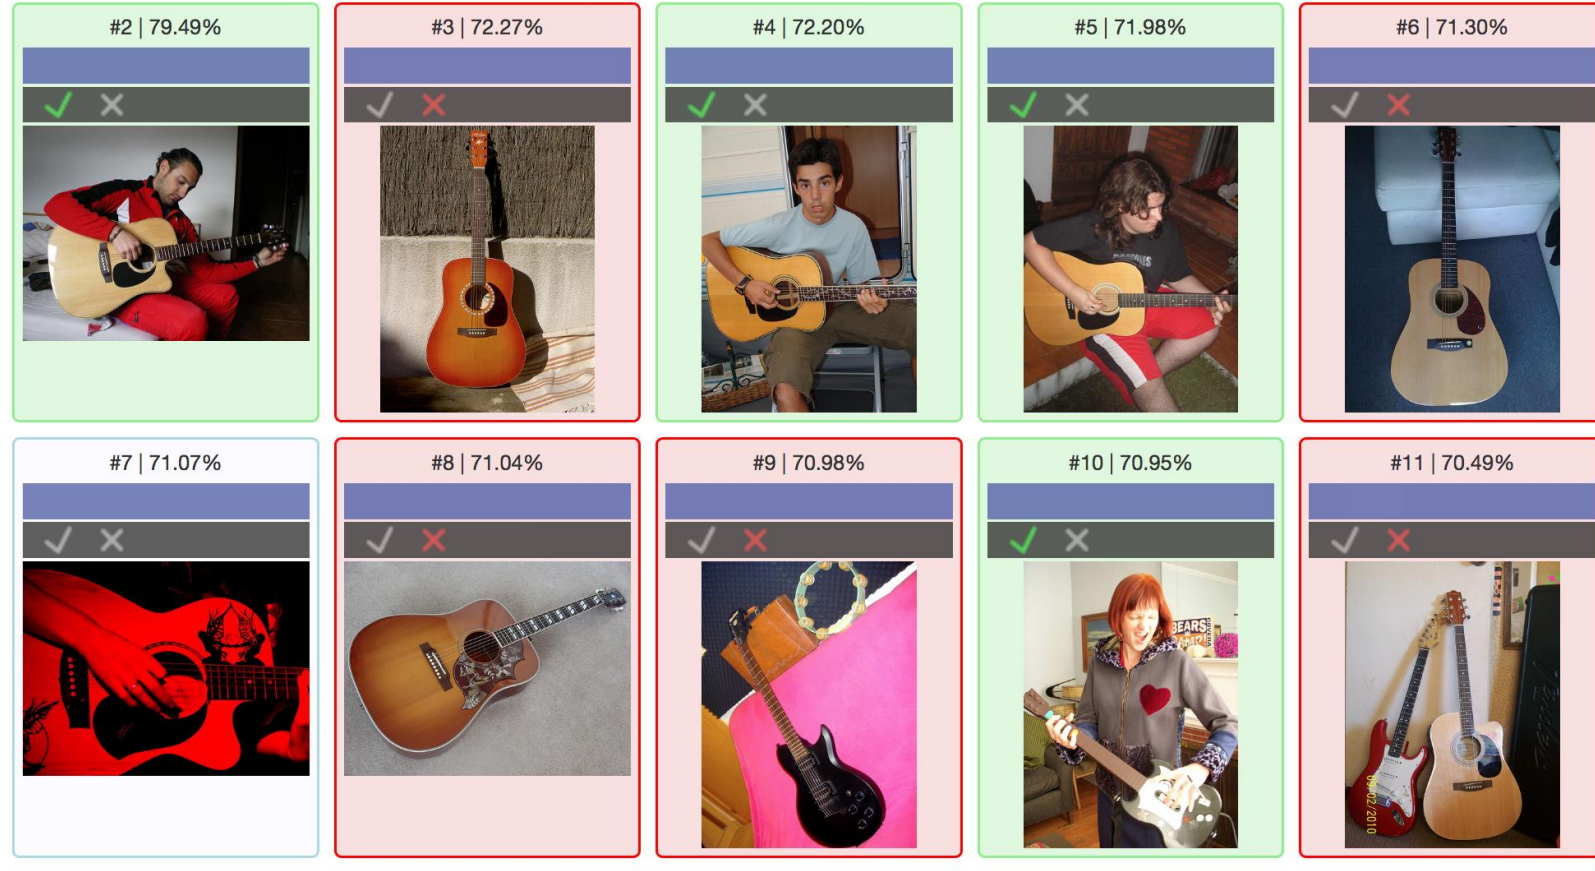 #2 | 79.49%
#3 | 72.27%
#4 | 72.20%
#5 | 71.98%
#6 | 71.30%
RAMONES
#7 | 71.07%
#8 | 71.04%
#9 | 70.98%
#10 | 70.95%
#11 | 70.49%
BEARS